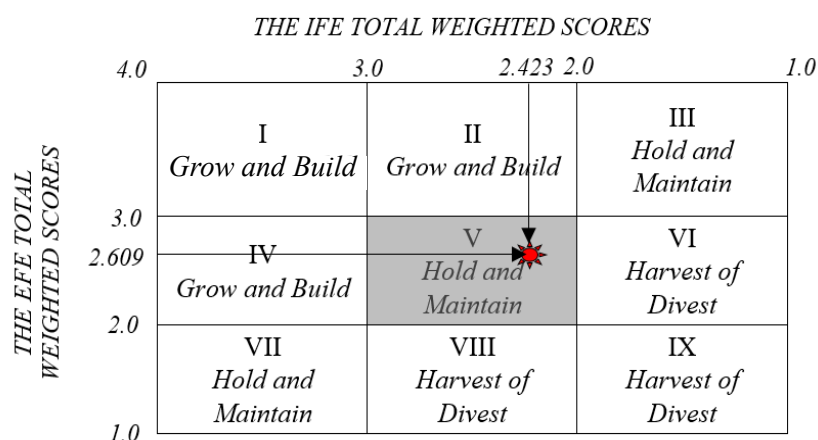 THE IFE TOTAL WEIGHTED SCORES
4.0
3.0
2.423
2.0
1.0
THE EFE TOTAL
WEIGHTED SCORES
I
Grow and Build
II
Grow and Build
III
Hold and
Maintain
3.0
2.609
IV
Grow and Build
V
Hold and
Maintain
VI
Harvest of
Divest
2.0
VII
Hold and
Maintain
VIII
Harvest of
Divest
IX
Harvest of
Divest
1.0